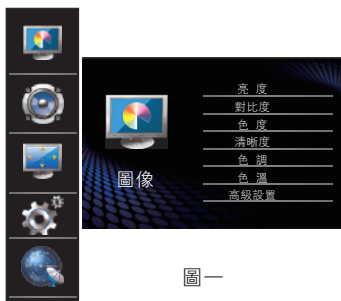 亮 度
對比度
色 度
清晰度
色 調
色 溫
高級設置
圖像
圖一